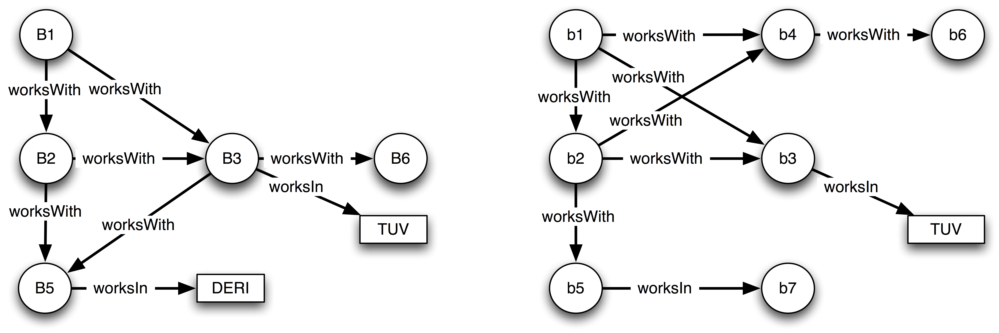 B1
worksWith worksWith
B2 worksWith B3 worksWith B6
worksIn
worksWith
worksWith
TUV
B5 worksIn DERI
b1 worksWith b4 worksWith b6
worksWith
worksWith
worksWith
b2 worksWith b3
worksIn
worksWith
TUV
b5 worksIn b7